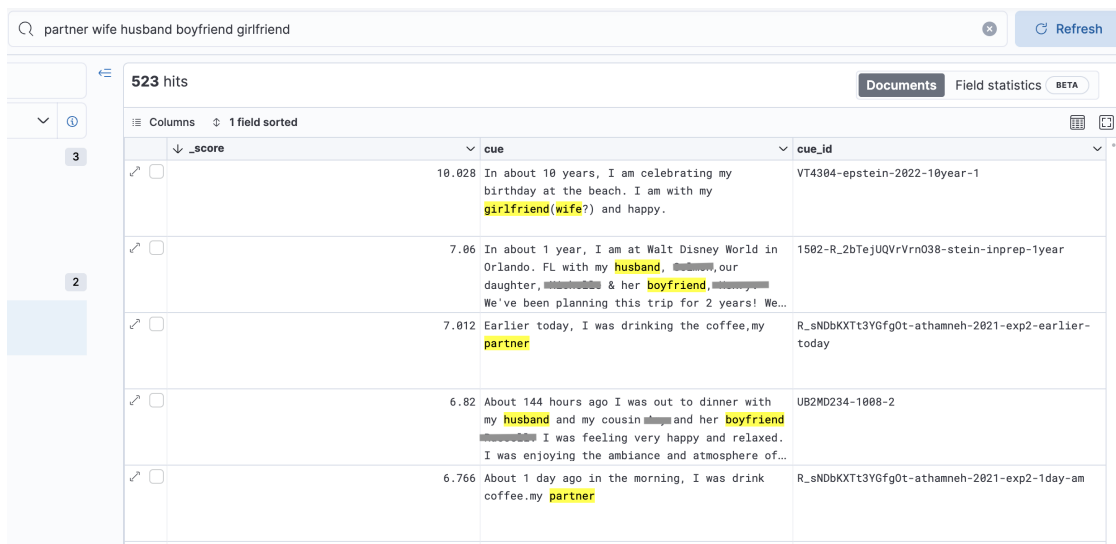 partner wife husband boyfriend girlfriend
Refresh
523 hits
Documents Field statistics BETA
Columns 1 field sorted
3
2
_score cue cue_id
10.028 In about 10 years, I am celebrating my VT4304-epstein-2022-10year-1
birthday at the beach. I am with my
girlfriend(wife?) and happy.
7.06 In about 1 year, I am at Walt Disney World in 1502-R_2bTejUQVrVrnO38-stein-inprep-1year
Orlando. FL with my husband, ,our
daughter, & her boyfriend,
We've been planning this trip for 2 years! We…
7.012 Earlier today, I was drinking the coffee,my R_sNDbKXTt3YGfgOt-athamneh-2021-exp2-earlier-
partner today
6.82 About 144 hours ago I was out to dinner with UB2MD234-1008-2
my husband and my cousin and her boyfriend
I was feeling very happy and relaxed.
I was enjoying the ambiance and atmosphere of…
6.766 About 1 day ago in the morning, I was drink R_sNDbKXTt3YGfgOt-athamneh-2021-exp2-1day-am
coffee.my partner